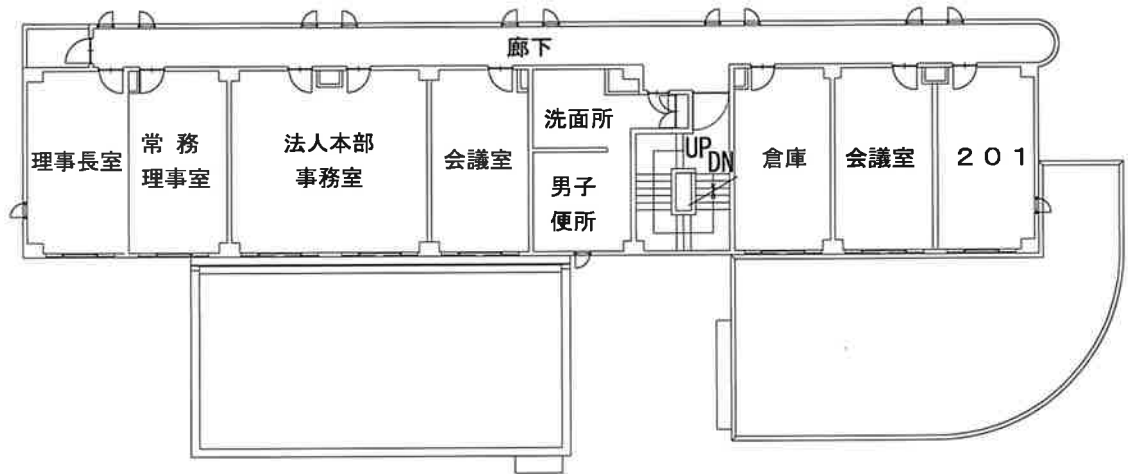 廊下
理事長室
常務
理事室
法人本部
事務室
会議室
洗面所
男子
便所
UP
DN
倉庫
会議室
201